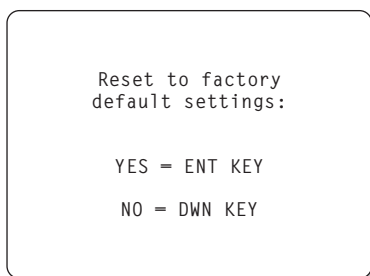 Reset to factory
default settings:
YES = ENT KEY
NO = DWN KEY